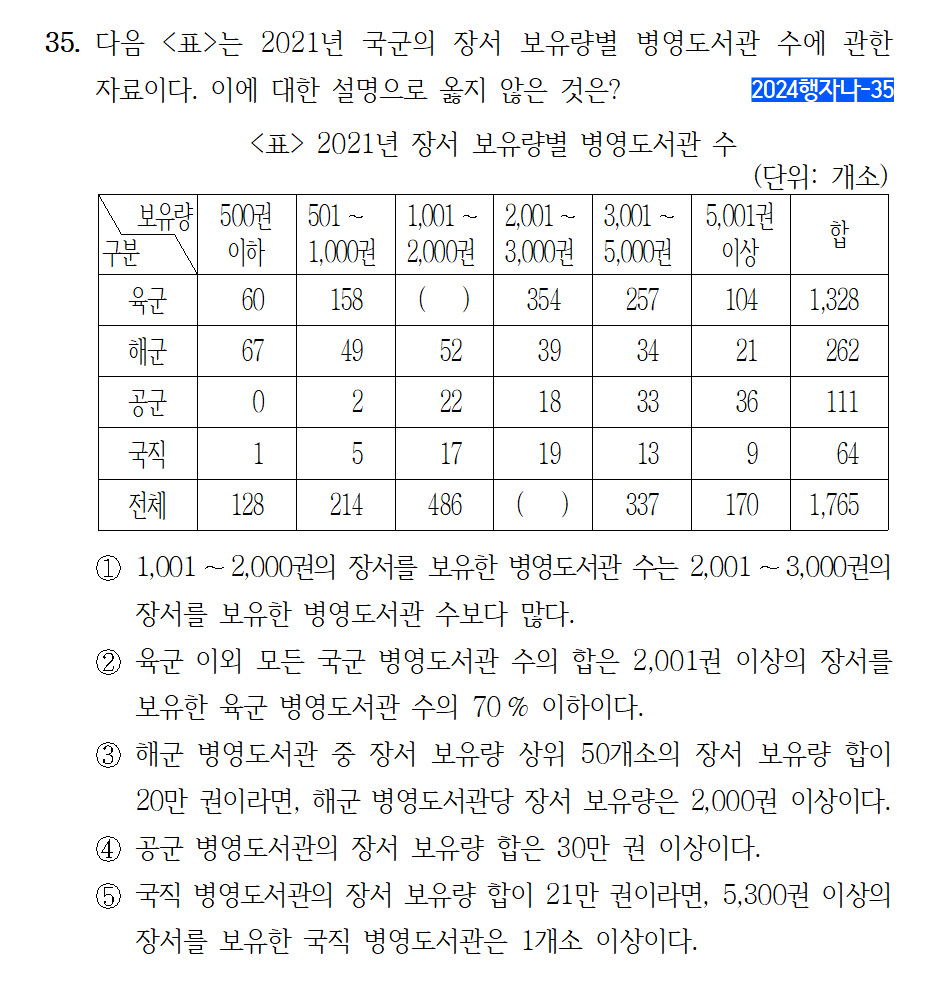 35. 다음 <표>는 2021년 국군의 장서 보유량별 병영도서관 수에 관한
자료이다. 이에 대한 설명으로 옳지 않은 것은?
2024행자나-35
<표> 2021년 장서 보유량별 병영도서관 수
(단위: 개소)
보유량 구분 500권 이하 501～1,000권 1,001～2,000권 2,001～3,000권 3,001～5,000권 5,001권 이상 합
육군 60 158 ( ) 354 257 104 1,328
해군 67 49 52 39 34 21 262
공군 0 2 22 18 33 36 111
국직 1 5 17 19 13 9 64
전체 128 214 486 ( ) 337 170 1,765
① 1,001～2,000권의 장서를 보유한 병영도서관 수는 2,001～3,000권의
장서를 보유한 병영도서관 수보다 많다.
② 육군 이외 모든 국군 병영도서관 수의 합은 2,001권 이상의 장서를
보유한 육군 병영도서관 수의 70% 이하이다.
③ 해군 병영도서관 중 장서 보유량 상위 50개소의 장서 보유량 합이
20만 권이라면, 해군 병영도서관당 장서 보유량은 2,000권 이상이다.
④ 공군 병영도서관의 장서 보유량 합은 30만 권 이상이다.
⑤ 국직 병영도서관의 장서 보유량 합이 21만 권이라면, 5,300권 이상의
장서를 보유한 국직 병영도서관은 1개소 이상이다.